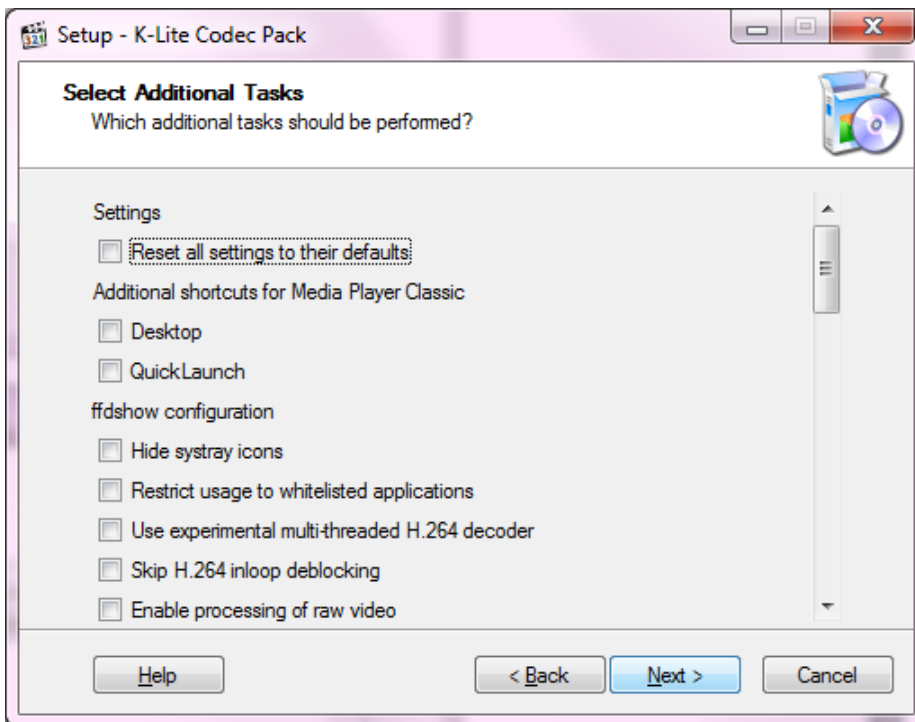 Setup - K-Lite Codec Pack
Select Additional Tasks
Which additional tasks should be performed?
Settings
Reset all settings to their defaults
Additional shortcuts for Media Player Classic
Desktop
QuickLaunch
ffdshow configuration
Hide systray icons
Restrict usage to whitelisted applications
Use experimental multi-threaded H.264 decoder
Skip H.264 inloop deblocking
Enable processing of raw video
Help < Back Next > Cancel